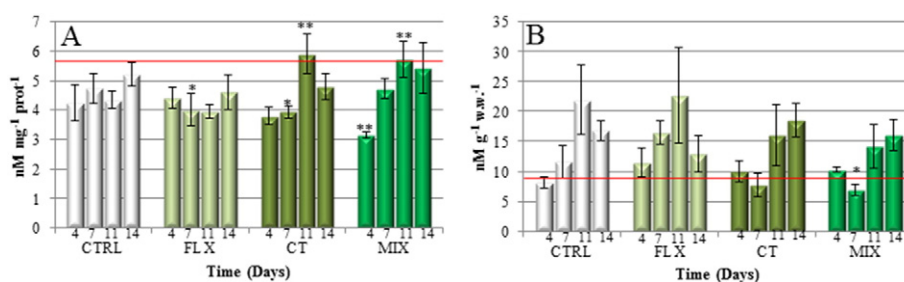 A
7
6
5
4
3
2
1
0
nM mg⁻¹ prot⁻¹
** **
* *
**
4 7 11 14 4 7 11 14 4 7 11 14 4 7 11 14
CTRL FLX CT MIX
Time (Days)
B
35
30
25
20
15
10
5
0
nM g⁻¹ w.w.⁻¹
*
4 7 11 14 4 7 11 14 4 7 11 14 4 7 11 14
CTRL FLX CT MIX
Time (Days)